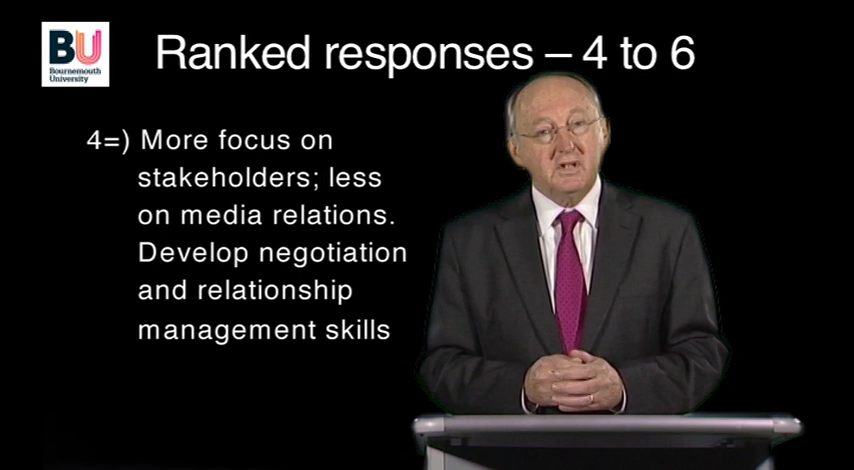 BU
Bournemouth
University
Ranked responses – 4 to 6
4=) More focus on
stakeholders; less
on media relations.
Develop negotiation
and relationship
management skills